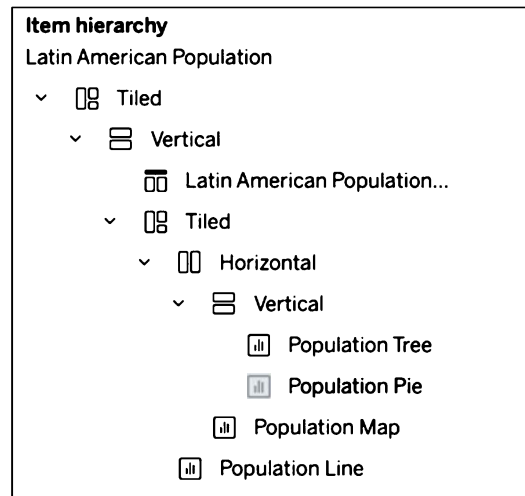 Item hierarchy
Latin American Population
Tiled
Vertical
Latin American Population...
Tiled
Horizontal
Vertical
Population Tree
Population Pie
Population Map
Population Line